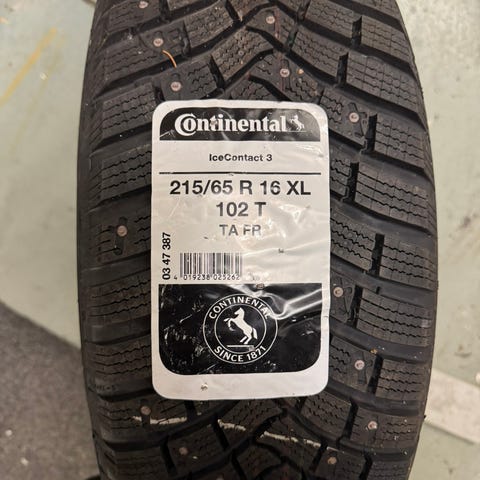 Continental
IceContact 3
215/65 R 16 XL
102 T
TA FR
03 47 387
4 019238 023262
CONTINENTAL
SINCE 1871